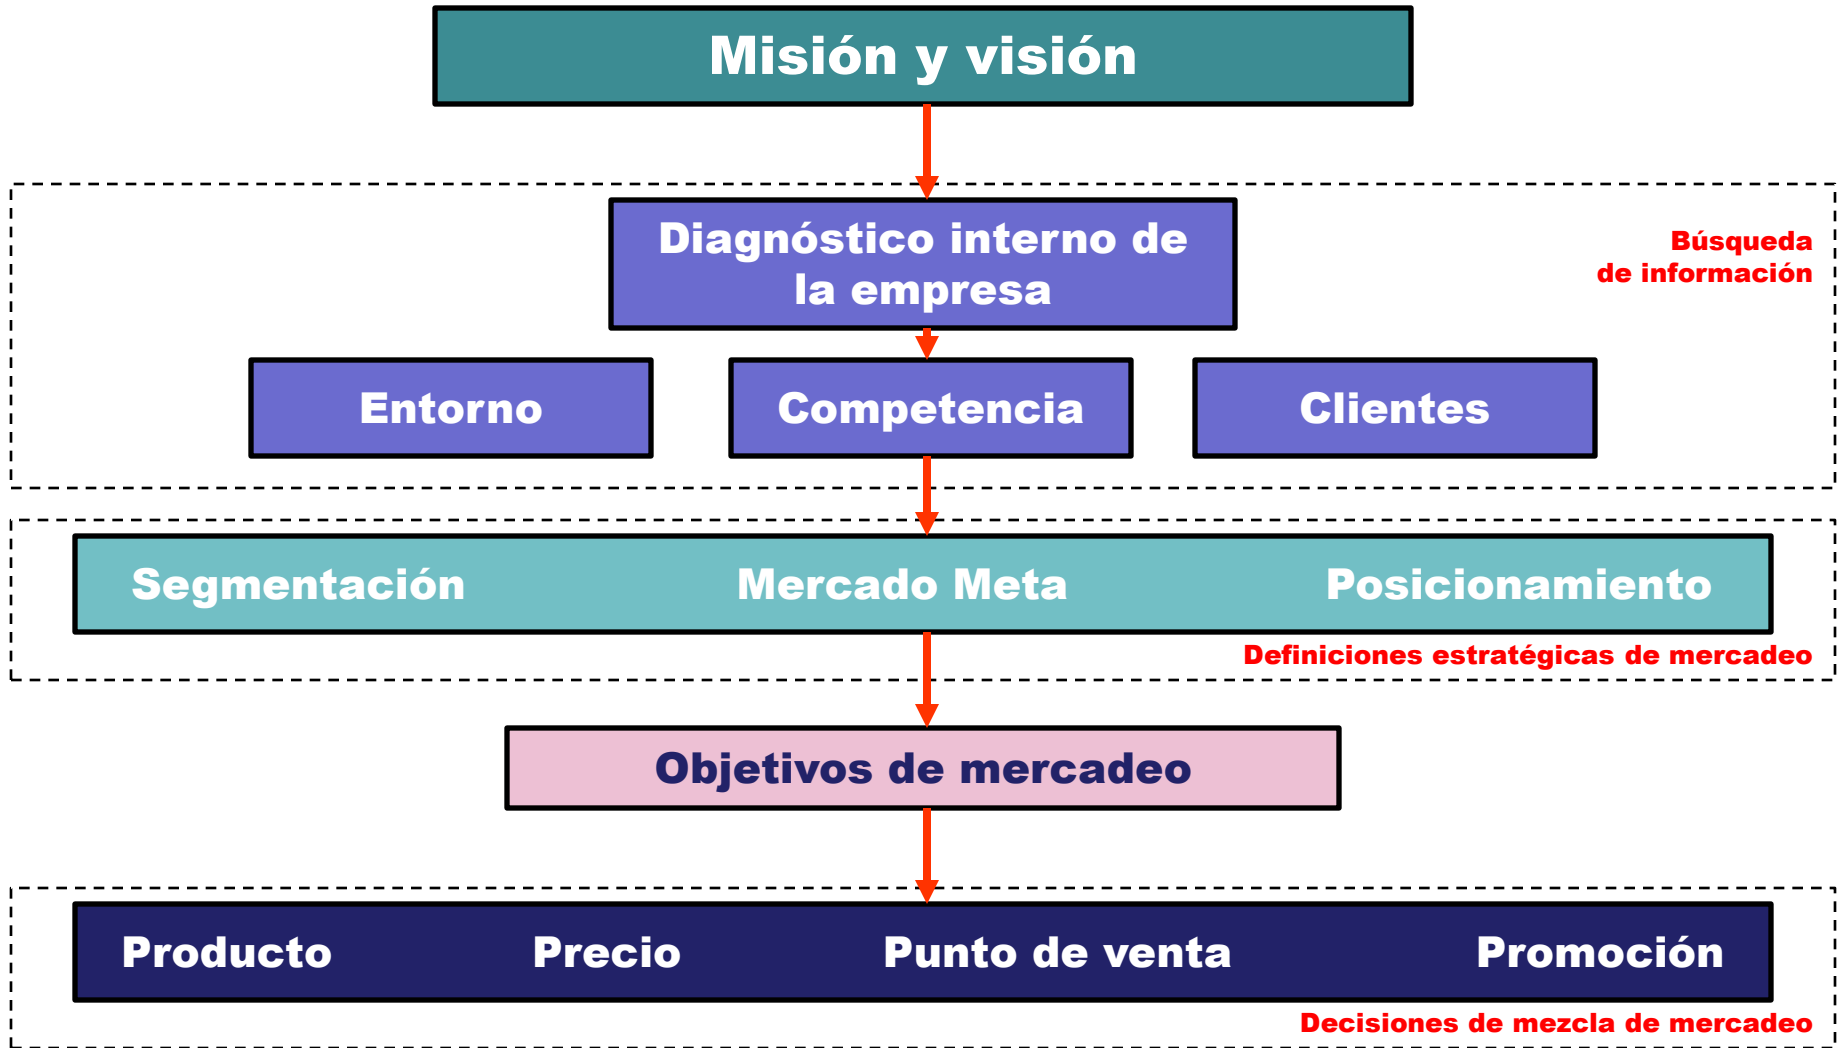 Misión y visión
Diagnóstico interno de
la empresa
Búsqueda
de información
Entorno
Competencia
Clientes
Segmentación
Mercado Meta
Posicionamiento
Definiciones estratégicas de mercadeo
Objetivos de mercadeo
Producto
Precio
Punto de venta
Promoción
Decisiones de mezcla de mercadeo